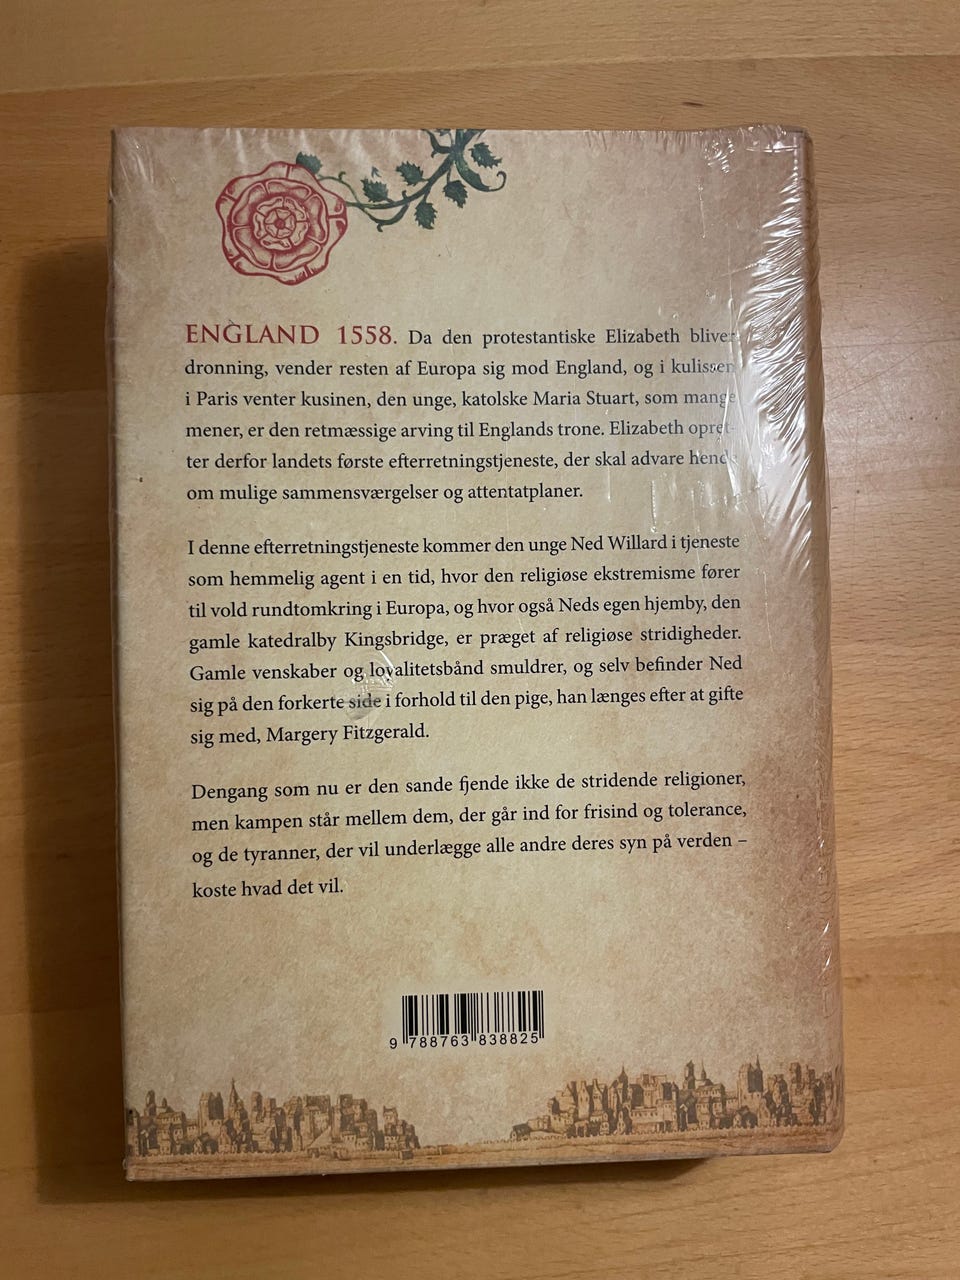 ENGLAND 1558. Da den protestantiske Elizabeth bliver
dronning, vender resten af Europa sig mod England, og i kulissen
i Paris venter kusinen, den unge, katolske Maria Stuart, som mange
mener, er den retmæssige arving til Englands trone. Elizabeth opret-
ter derfor landets første efterretningstjeneste, der skal advare hende
om mulige sammensværgelser og attentatplaner.
I denne efterretningstjeneste kommer den unge Ned Willard i tjeneste
som hemmelig agent i en tid, hvor den religiøse ekstremisme fører
til vold rundtomkring i Europa, og hvor også Neds egen hjemby, den
gamle katedralby Kingsbridge, er præget af religiøse stridigheder.
Gamle venskaber og loyalitetsbånd smuldrer, og selv befinder Ned
sig på den forkerte side i forhold til den pige, han længes efter at gifte
sig med, Margery Fitzgerald.
Dengang som nu er den sande fjende ikke de stridende religioner,
men kampen står mellem dem, der går ind for frisind og tolerance,
og de tyranner, der vil underlægge alle andre deres syn på verden –
koste hvad det vil.
9 788763 838825